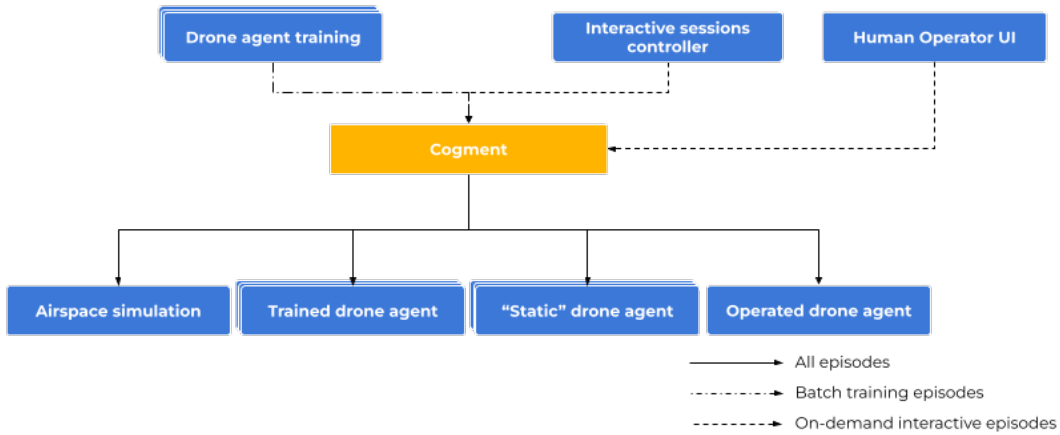 Drone agent training
Interactive sessions
controller
Human Operator UI
Cogment
Airspace simulation
Trained drone agent
“Static” drone agent
Operated drone agent
All episodes
Batch training episodes
On-demand interactive episodes